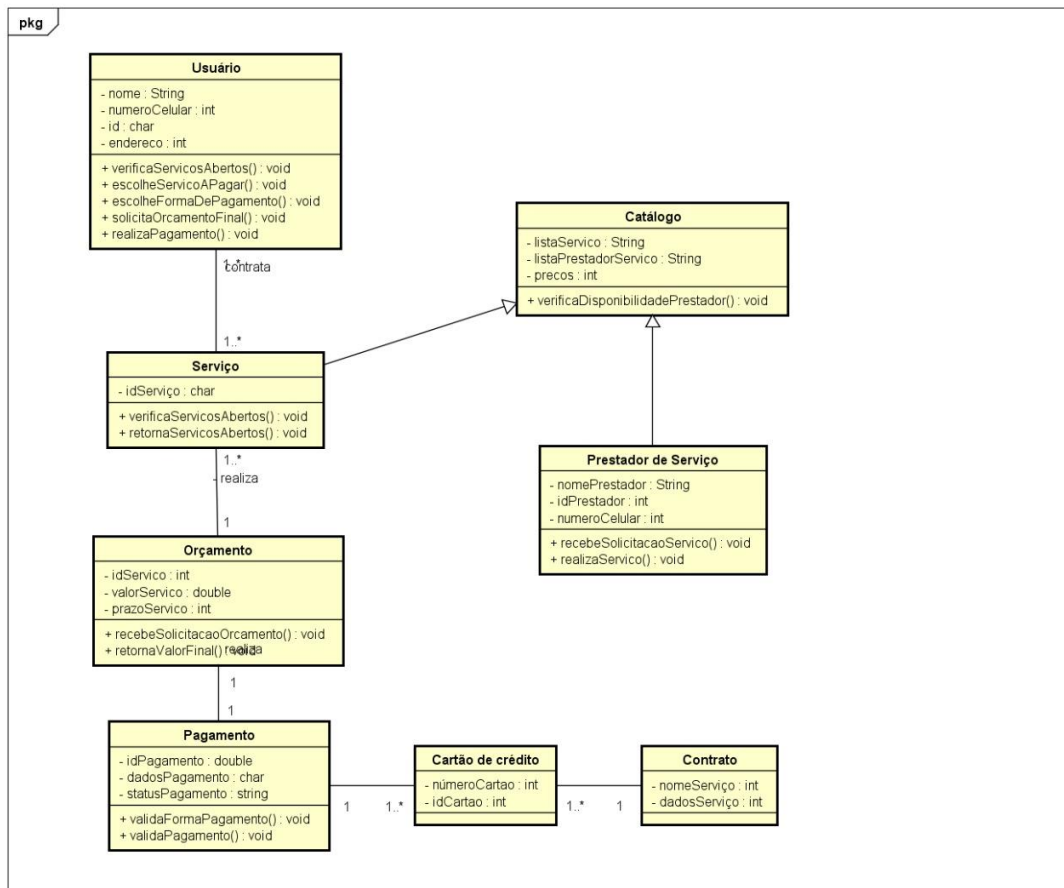 pkg
Usuário
- nome : String
- numeroCelular : int
- id : char
- endereco : int
+ verificaServicosAbertos() : void
+ escolheServicoAPagar() : void
+ escolheFormaDePagamento() : void
+ solicitaOrcamentoFinal() : void
+ realizaPagamento() : void
1..*
contrata
1..*
Catálogo
- listaServico : String
- listaPrestadorServico : String
- precos : int
+ verificaDisponibilidadePrestador() : void
Serviço
- idServiço : char
+ verificaServicosAbertos() : void
+ retornaServicosAbertos() : void
1..*
- realiza
1
Prestador de Serviço
- nomePrestador : String
- idPrestador : int
- numeroCelular : int
+ recebeSolicitacaoServico() : void
+ realizaServico() : void
Orçamento
- idServico : int
- valorServico : double
- prazoServico : int
+ recebeSolicitacaoOrcamento() : void
+ retornaValorFinal() : void
realiza
1
1
Pagamento
- idPagamento : double
- dadosPagamento : char
- statusPagamento : string
+ validaFormaPagamento() : void
+ validaPagamento() : void
1
1..*
Cartão de crédito
- númeroCartao : int
- idCartao : int
1..*
1
Contrato
- nomeServiço : int
- dadosServiço : int